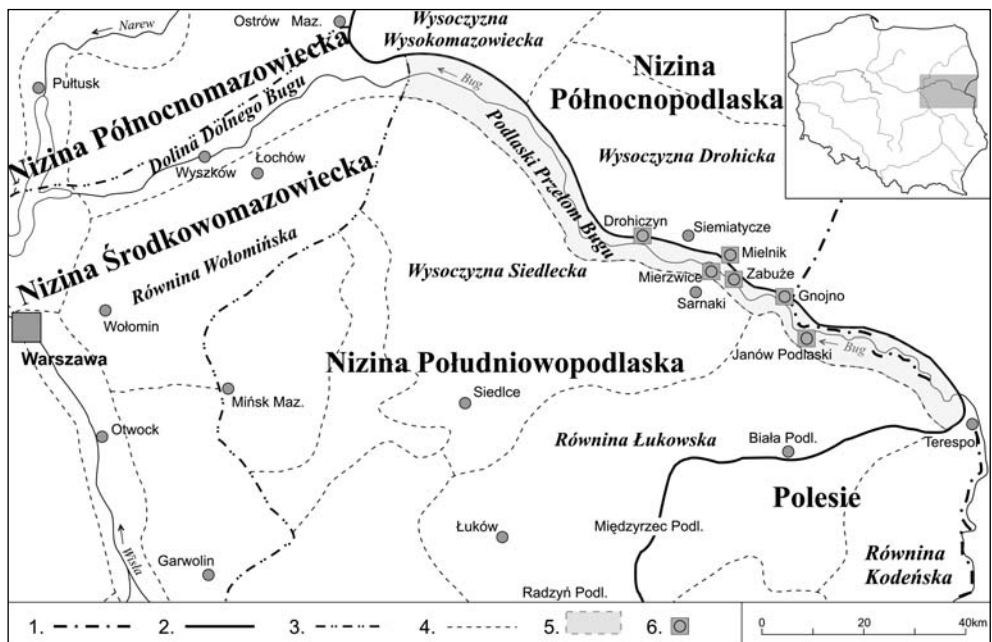 Narew
Ostrów Maz.
Wysoczyzna
Wysokomazowiecka
Pułtusk
Nizina Północnomazowiecka
Dolina Dolnego Bugu
Bug
Nizina
Północnopodlaska
Wyszków
Łochów
Podlaski Przełom Bugu
Wysoczyzna Drohicka
Nizina Środkowomazowiecka
Równina Wołomińska
Drohiczyn
Siemiatycze
Wysoczyzna Siedlecka
Mielnik
Mierzwice
Zabuże
Sarnaki
Gnojno
Wołomin
Warszawa
Janów Podlaski
Bug
Nizina Południowopodlaska
Mińsk Maz.
Siedlce
Otwock
Równina Łukowska
Biała Podl.
Terespol
Polesie
Międzyrzec Podl.
Łuków
Wisła
Garwolin
Równina
Kodeńska
Radzyń Podl.
1. 2. 3. 4. 5. 6.
0 20 40km